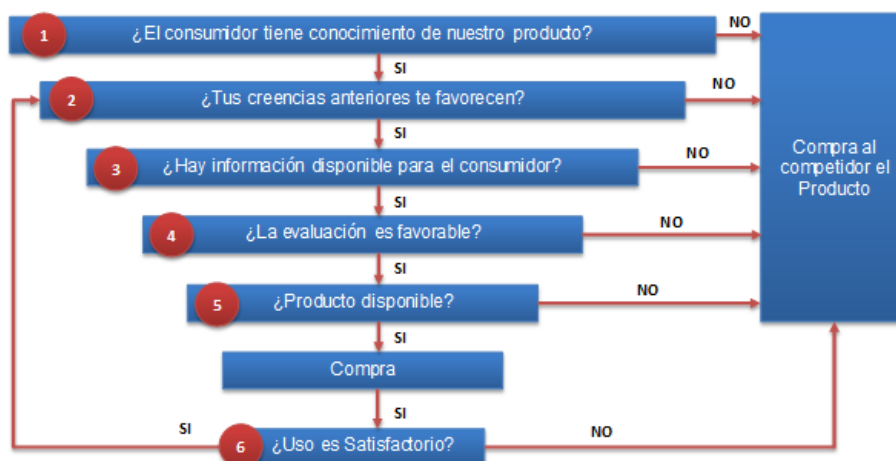 1
¿El consumidor tiene conocimiento de nuestro producto?
NO
SI
2
¿Tus creencias anteriores te favorecen?
NO
SI
3
¿Hay información disponible para el consumidor?
NO
SI
4
¿La evaluación es favorable?
NO
SI
5
¿Producto disponible?
NO
SI
Compra
SI
6
¿Uso es Satisfactorio?
SI
NO
Compra al
competidor el
Producto